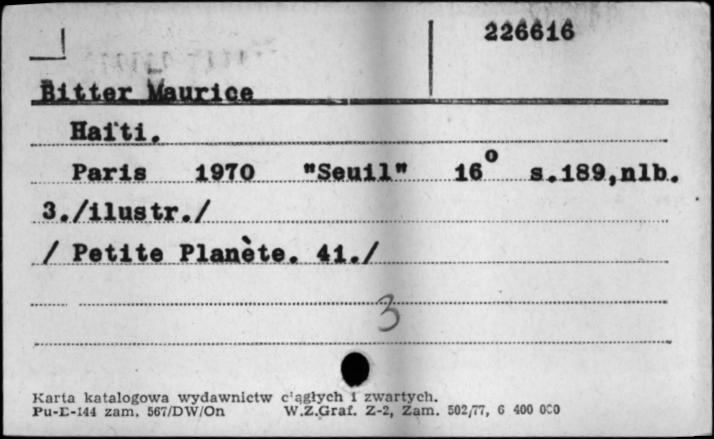 226616
Bitter Maurice
Haïti.
Paris 1970 "Seuil" 16° s.189,nlb.
3./ilustr./
/ Petite Planète. 41./
3
Karta katalogowa wydawnictw ciągłych i zwartych.
Pu-E-144 zam. 567/DW/On W.Z.Graf. Z-2, Zam. 502/77, 6 400 000